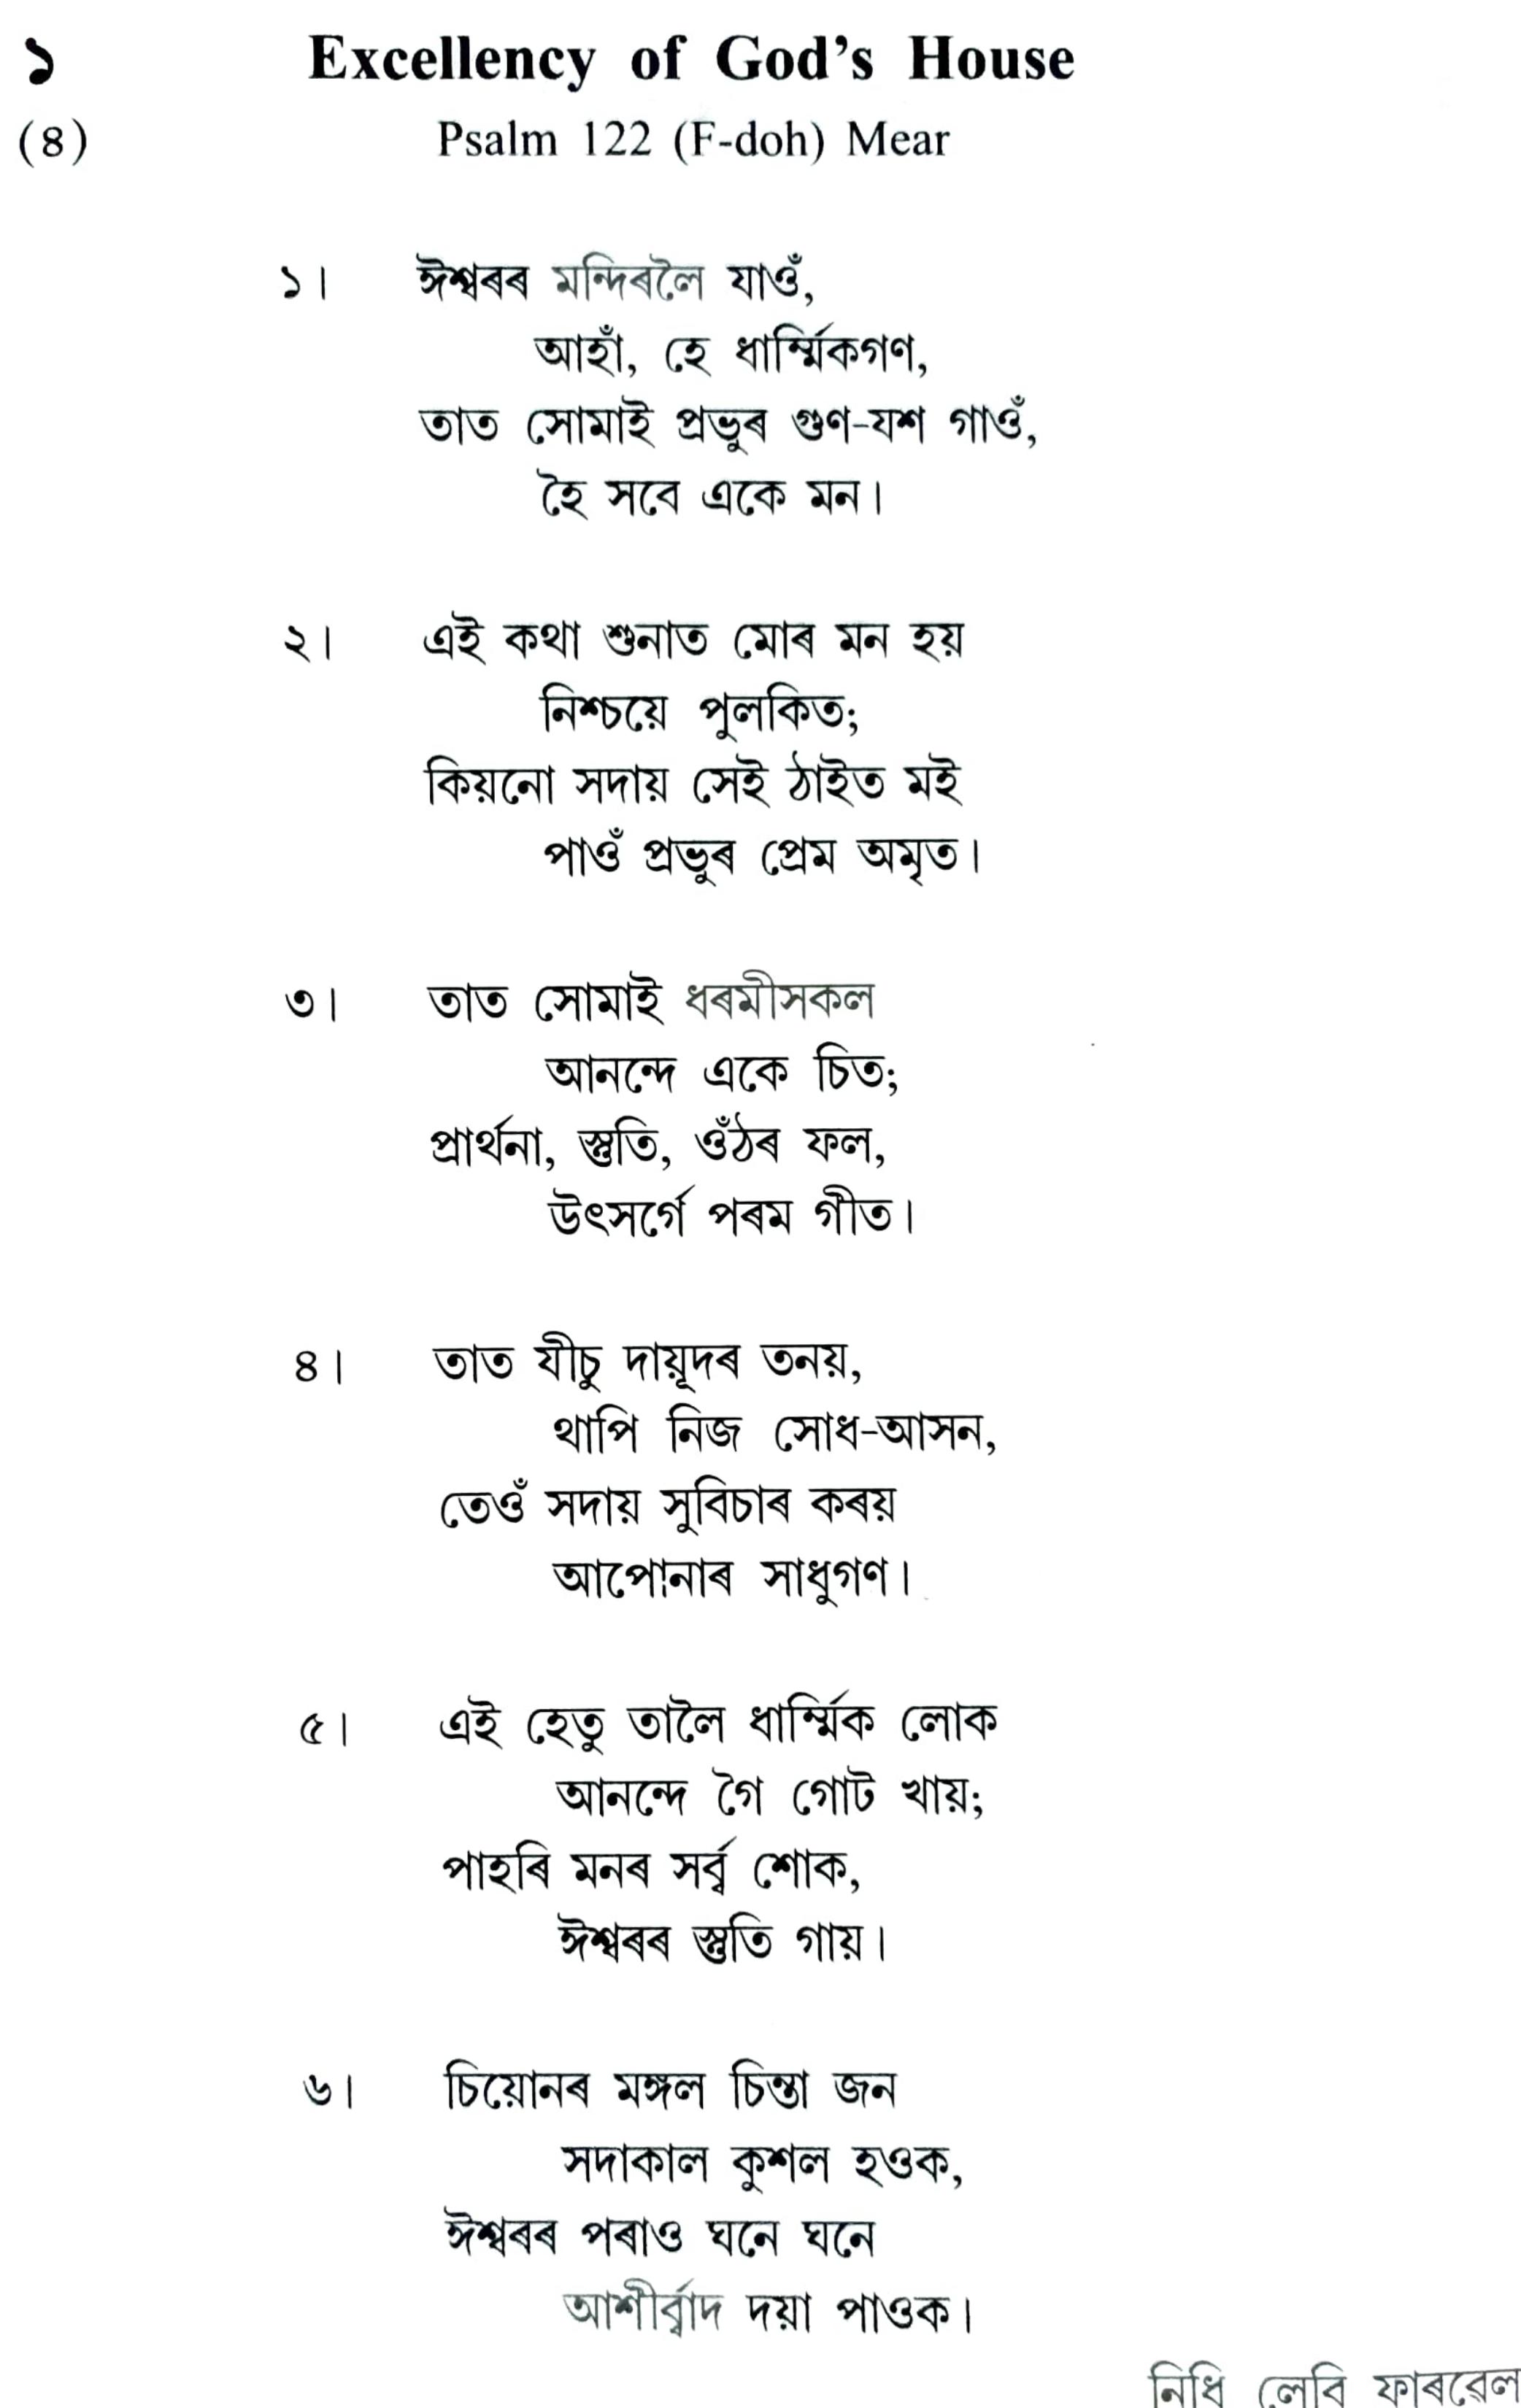 ১ Excellency of God's House
(৪) Psalm 122 (F-doh) Mear
১। ঈশ্বৰৰ মন্দিৰলৈ যাওঁ,
আহাঁ, হে ধাৰ্ম্মিকগণ,
তাত সোমাই প্ৰভুৰ গুণ-যশ গাওঁ,
হৈ সবে একে মন।
২। এই কথা শুনাত মোৰ মন হয়
নিশ্চয়ে পুলকিত;
কিয়নো সদায় সেই ঠাইত মই
পাওঁ প্ৰভুৰ প্ৰেম অমৃত।
৩। তাত সোমাই ধৰমীসকল
আনন্দে একে চিত;
প্ৰাৰ্থনা, স্তুতি, ওঁঠৰ ফল,
উৎসৰ্গে পৰম গীত।
৪। তাত যীচু দায়ূদৰ তনয়,
থাপি নিজ সোধ-আসন,
তেওঁ সদায় সুবিচাৰ কৰয়
আপোনাৰ সাধুগণ।
৫। এই হেতু তালৈ ধাৰ্ম্মিক লোক
আনন্দে গৈ গোট খায়;
পাহৰি মনৰ সৰ্ব্ব শোক,
ঈশ্বৰৰ স্তুতি গায়।
৬। চিয়োনৰ মঙ্গল চিন্তা জন
সদাকাল কুশল হওক,
ঈশ্বৰৰ পৰাও ঘনে ঘনে
আশীৰ্ব্বাদ দয়া পাওক।
নিধি লেবি ফাৰৱেল